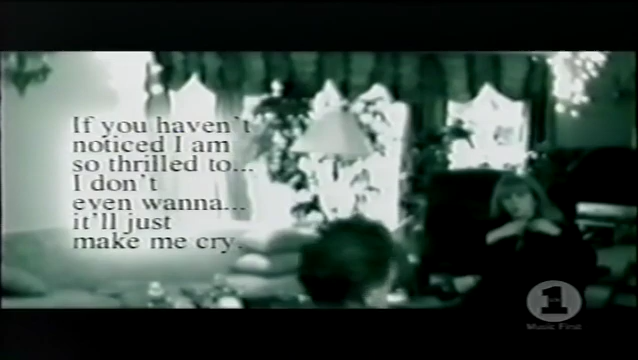 If you haven't
noticed I am
so thrilled to...
I don't
even wanna...
it'll just
make me cry.
1
Music First